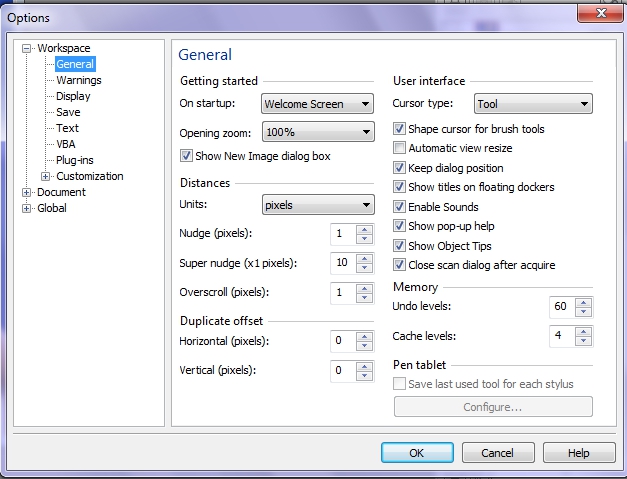 Options
Workspace
General
Warnings
Display
Save
Text
VBA
Plug-ins
Customization
Document
Global
General
Getting started
On startup: Welcome Screen
Opening zoom: 100%
Show New Image dialog box
Distances
Units: pixels
Nudge (pixels): 1
Super nudge (x1 pixels): 10
Overscroll (pixels): 1
Duplicate offset
Horizontal (pixels): 0
Vertical (pixels): 0
User interface
Cursor type: Tool
Shape cursor for brush tools
Automatic view resize
Keep dialog position
Show titles on floating dockers
Enable Sounds
Show pop-up help
Show Object Tips
Close scan dialog after acquire
Memory
Undo levels: 60
Cache levels: 4
Pen tablet
Save last used tool for each stylus
Configure...
OK Cancel Help